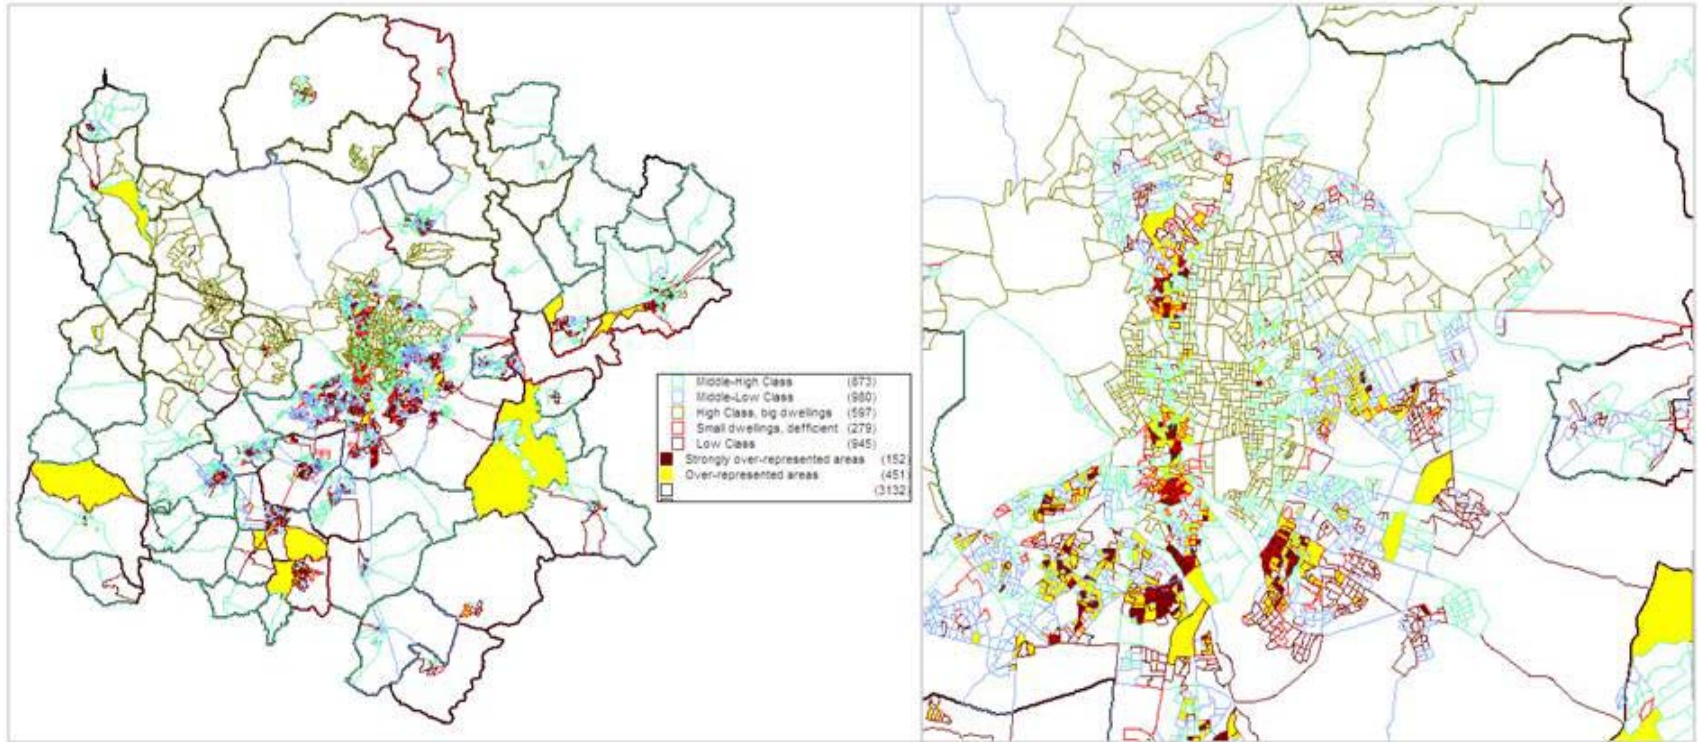 Middle-High Class (673)
Middle-Low Class (980)
High Class, big dwellings (597)
Small dwellings, defficient (279)
Low Class (945)
Strongly over-represented areas (152)
Over-represented areas (451)
(3132)